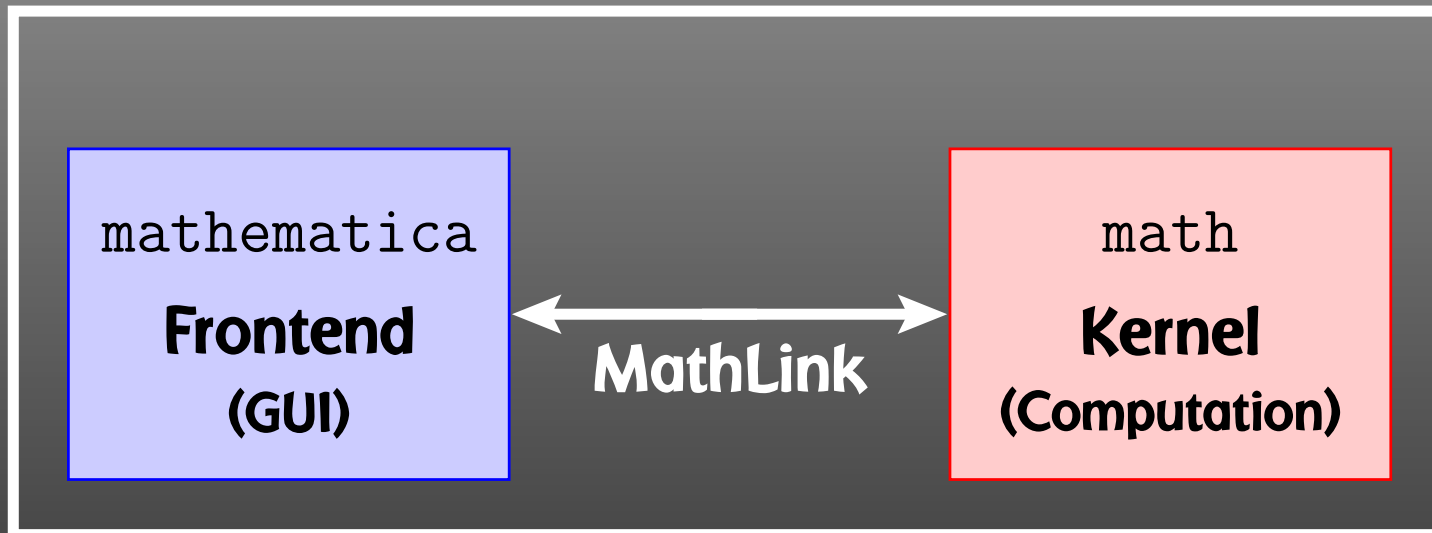 mathematica
Frontend
(GUI)
MathLink
math
Kernel
(Computation)